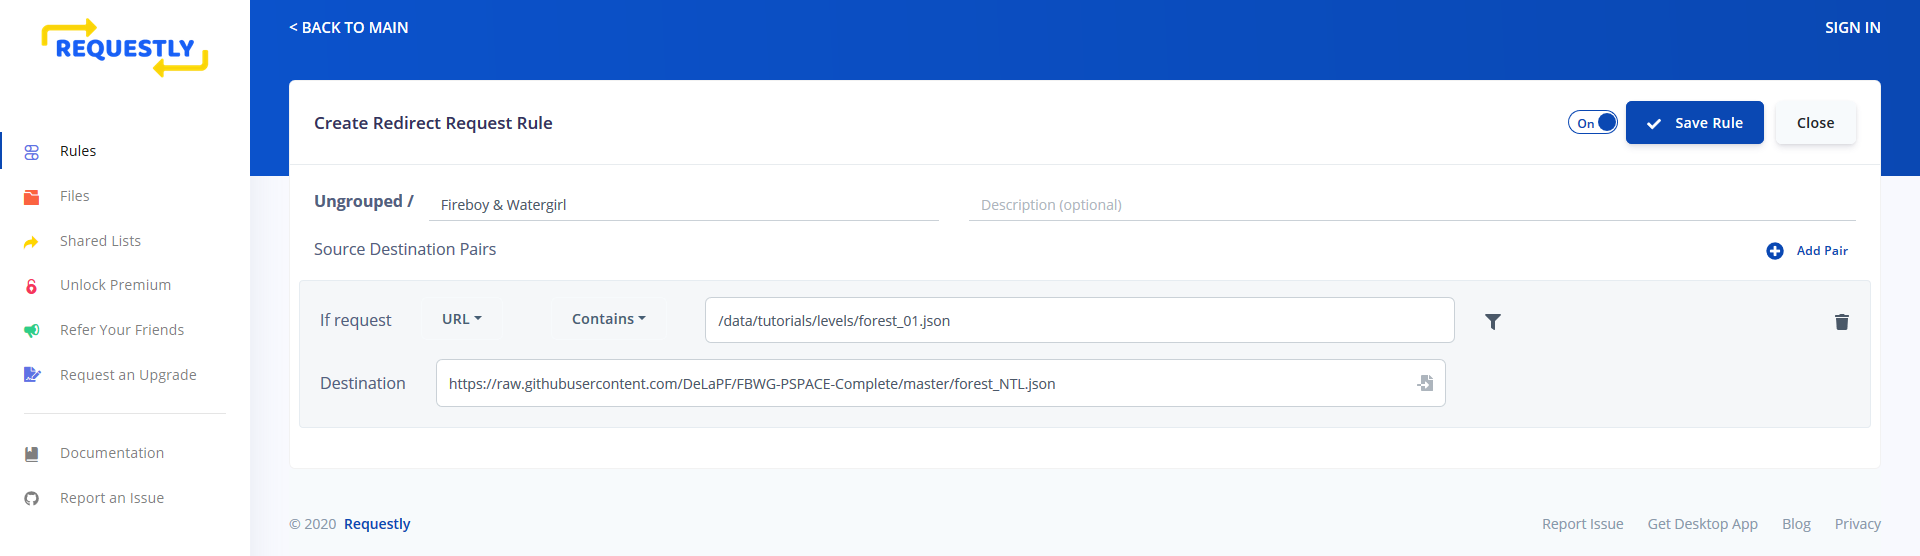 REQUESTLY
< BACK TO MAIN
SIGN IN
Create Redirect Request Rule
On
Save Rule
Close
Rules
Files
Shared Lists
Unlock Premium
Refer Your Friends
Request an Upgrade
Documentation
Report an Issue
Ungrouped /
Fireboy & Watergirl
Description (optional)
Source Destination Pairs
Add Pair
If request
URL
Contains
/data/tutorials/levels/forest_01.json
Destination
https://raw.githubusercontent.com/DeLaPF/FBWG-PSPACE-Complete/master/forest_NTL.json
© 2020 Requestly
Report Issue
Get Desktop App
Blog
Privacy